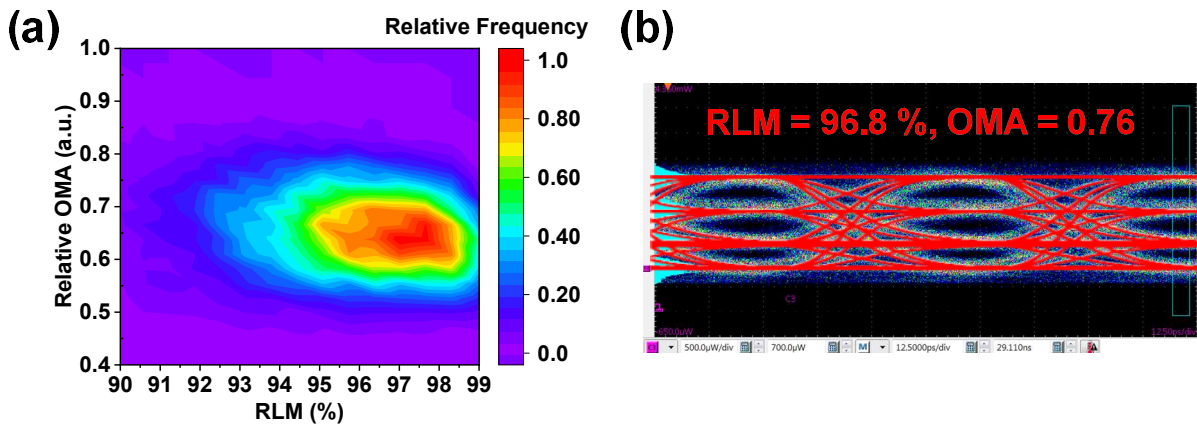 (a)
Relative Frequency
1.0
0.9
0.8
0.7
0.6
0.5
0.4
Relative OMA (a.u.)
90 91 92 93 94 95 96 97 98 99
RLM (%)
1.0
0.80
0.60
0.40
0.20
0.0
(b)
RLM = 96.8 %, OMA = 0.76
C3
-650.0µW
12.50ps/div
500.0µW/div
700.0µW
M
12.5000ps/div
29.110ns